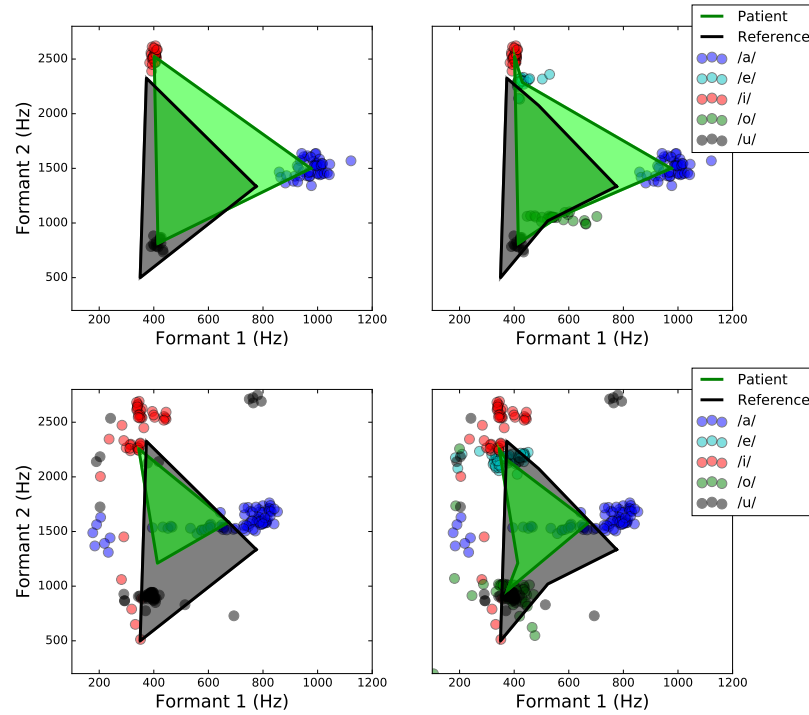 2500
2000
1500
1000
500
Formant 2 (Hz)
200 400 600 800 1000 1200
Formant 1 (Hz)
200 400 600 800 1000 1200
Formant 1 (Hz)
Patient
Reference
/a/
/e/
/i/
/o/
/u/
2500
2000
1500
1000
500
Formant 2 (Hz)
200 400 600 800 1000 1200
Formant 1 (Hz)
200 400 600 800 1000 1200
Formant 1 (Hz)
Patient
Reference
/a/
/e/
/i/
/o/
/u/